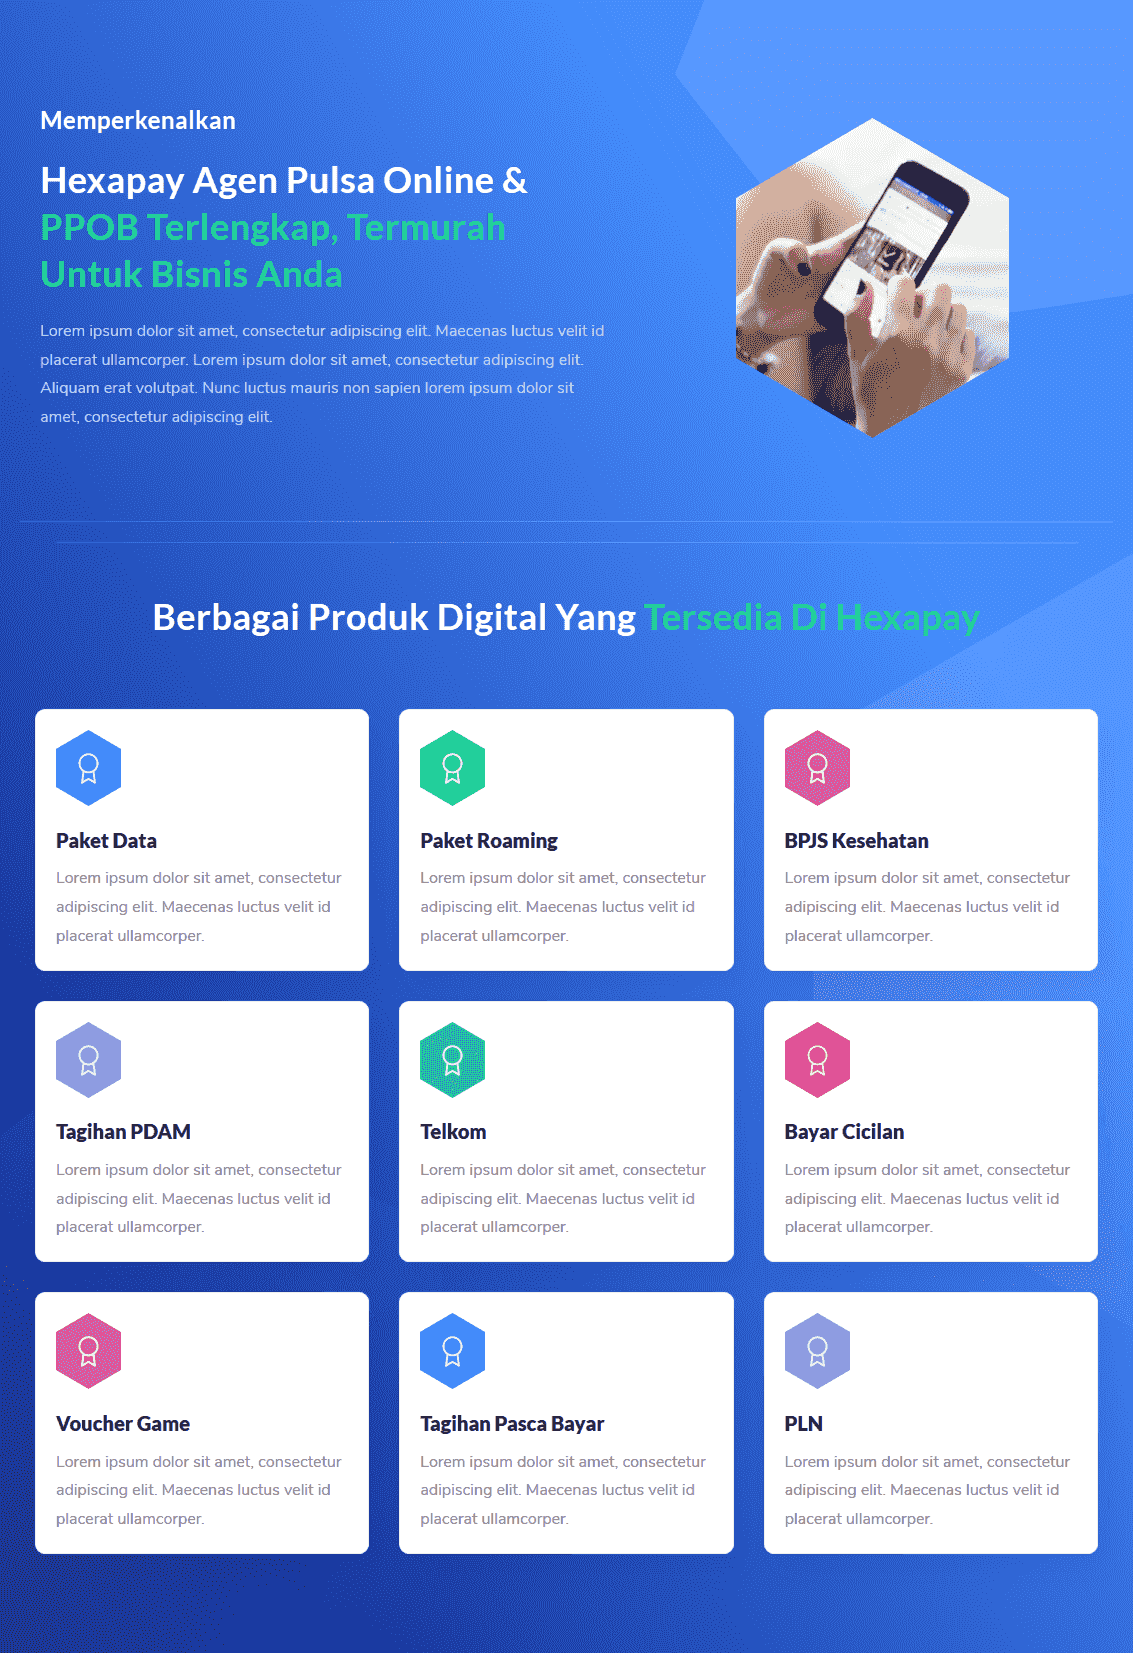 Memperkenalkan
Hexapay Agen Pulsa Online &
PPOB Terlengkap, Termurah
Untuk Bisnis Anda
Lorem ipsum dolor sit amet, consectetur adipiscing elit. Maecenas luctus velit id
placerat ullamcorper. Lorem ipsum dolor sit amet, consectetur adipiscing elit.
Aliquam erat volutpat. Nunc luctus mauris non sapien lorem ipsum dolor sit
amet, consectetur adipiscing elit.
Berbagai Produk Digital Yang Tersedia Di Hexapay
Paket Data
Lorem ipsum dolor sit amet, consectetur
adipiscing elit. Maecenas luctus velit id
placerat ullamcorper.
Paket Roaming
Lorem ipsum dolor sit amet, consectetur
adipiscing elit. Maecenas luctus velit id
placerat ullamcorper.
BPJS Kesehatan
Lorem ipsum dolor sit amet, consectetur
adipiscing elit. Maecenas luctus velit id
placerat ullamcorper.
Tagihan PDAM
Lorem ipsum dolor sit amet, consectetur
adipiscing elit. Maecenas luctus velit id
placerat ullamcorper.
Telkom
Lorem ipsum dolor sit amet, consectetur
adipiscing elit. Maecenas luctus velit id
placerat ullamcorper.
Bayar Cicilan
Lorem ipsum dolor sit amet, consectetur
adipiscing elit. Maecenas luctus velit id
placerat ullamcorper.
Voucher Game
Lorem ipsum dolor sit amet, consectetur
adipiscing elit. Maecenas luctus velit id
placerat ullamcorper.
Tagihan Pasca Bayar
Lorem ipsum dolor sit amet, consectetur
adipiscing elit. Maecenas luctus velit id
placerat ullamcorper.
PLN
Lorem ipsum dolor sit amet, consectetur
adipiscing elit. Maecenas luctus velit id
placerat ullamcorper.